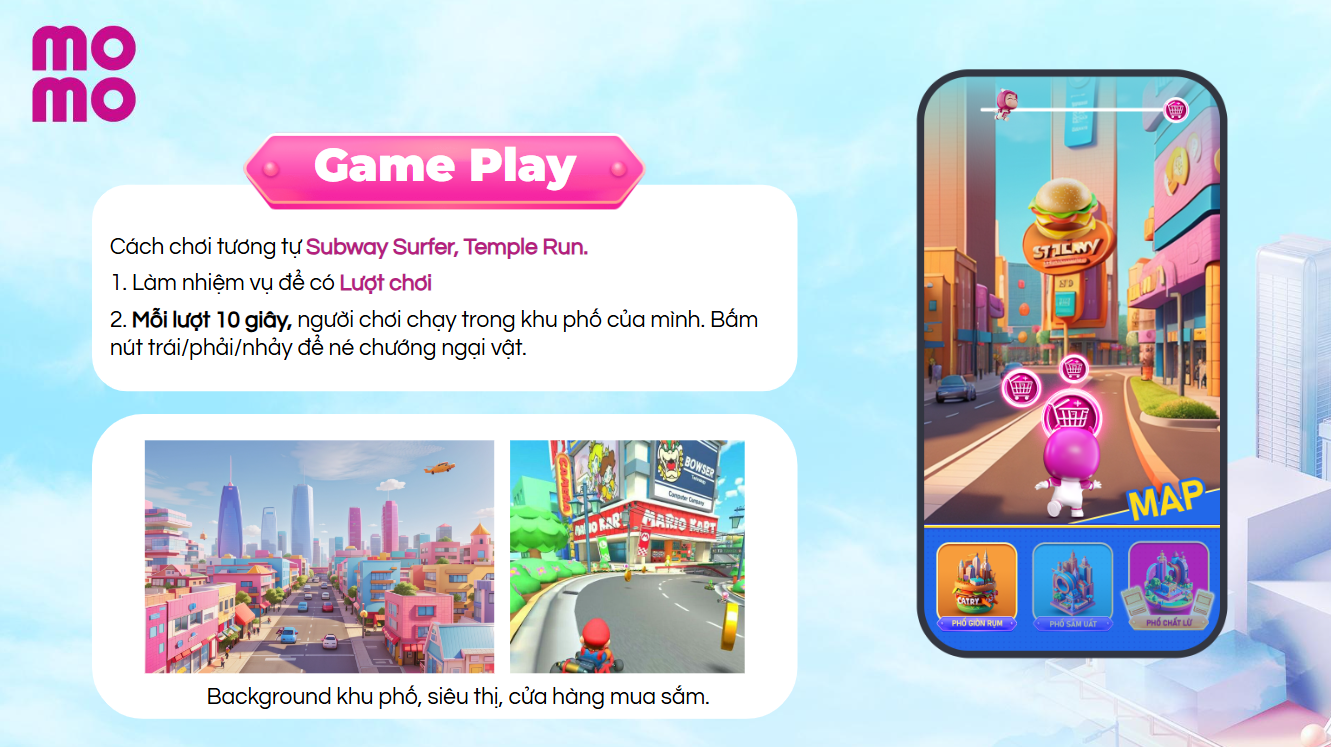 mo
mo
Game Play
Cách chơi tương tự Subway Surfer, Temple Run.
1. Làm nhiệm vụ để có Lượt chơi
2. Mỗi lượt 10 giây, người chơi chạy trong khu phố của mình. Bấm
nút trái/phải/nhảy để né chướng ngại vật.
BOWSER
MARIO KART
MARIO KART
Background khu phố, siêu thị, cửa hàng mua sắm.
MAP
CATRY
PHỐ GIÒN RỤM
PHỐ SẦM UẤT
PHỐ CHẤT LỪ